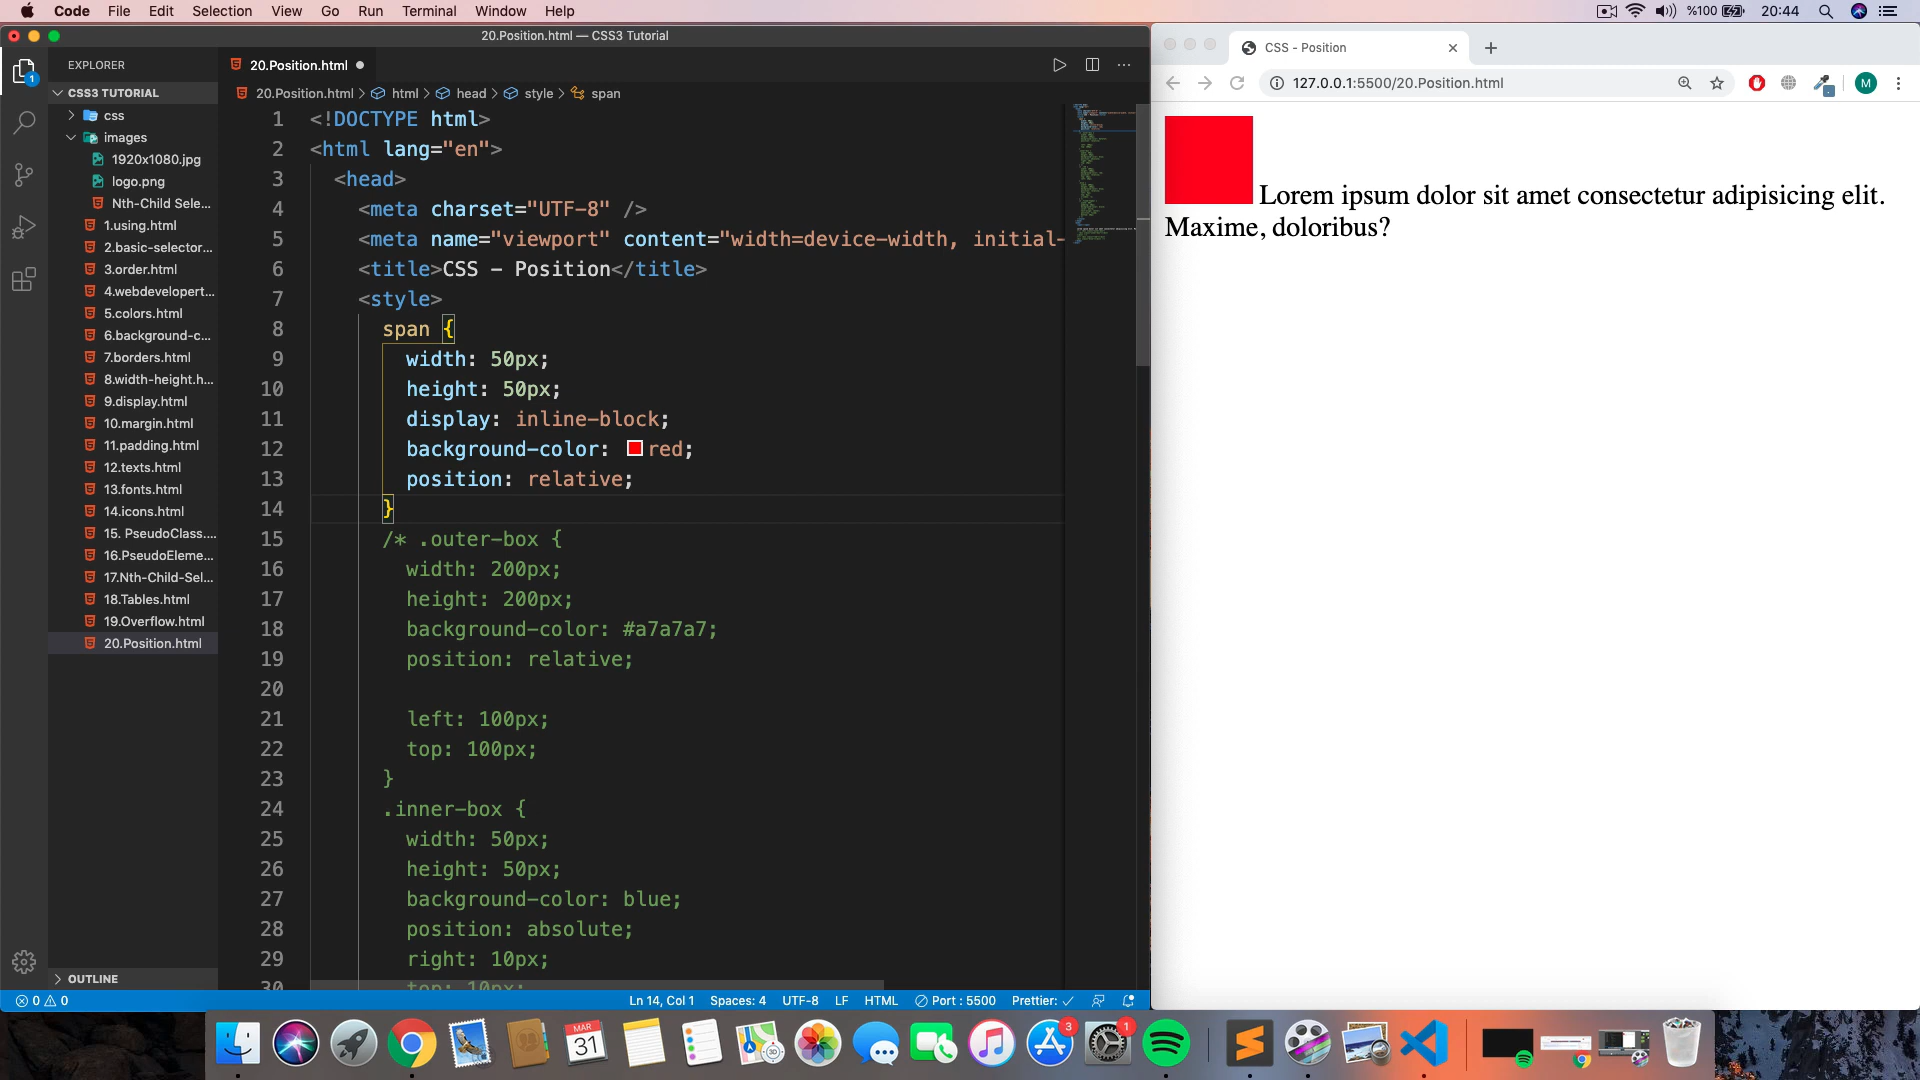 Code File Edit Selection View Go Run Terminal Window Help
%100 20:44
20.Position.html — CSS3 Tutorial
EXPLORER
CSS3 TUTORIAL
css
images
1920x1080.jpg
logo.png
Nth-Child Sele...
1.using.html
2.basic-selector...
3.order.html
4.webdevelopert...
5.colors.html
6.background-c...
7.borders.html
8.width-height.h...
9.display.html
10.margin.html
11.padding.html
12.texts.html
13.fonts.html
14.icons.html
15. PseudoClass....
16.PseudoEleme...
17.Nth-Child-Sel...
18.Tables.html
19.Overflow.html
20.Position.html
OUTLINE
20.Position.html
20.Position.html > html > head > style > span
1 <!DOCTYPE html>
2 <html lang="en">
3 <head>
4 <meta charset="UTF-8" />
5 <meta name="viewport" content="width=device-width, initial-
6 <title>CSS - Position</title>
7 <style>
8 span {
9 width: 50px;
10 height: 50px;
11 display: inline-block;
12 background-color: red;
13 position: relative;
14 }
15 /* .outer-box {
16 width: 200px;
17 height: 200px;
18 background-color: #a7a7a7;
19 position: relative;
20
21 left: 100px;
22 top: 100px;
23 }
24 .inner-box {
25 width: 50px;
26 height: 50px;
27 background-color: blue;
28 position: absolute;
29 right: 10px;
30 top: 10px;
0 0 Ln 14, Col 1 Spaces: 4 UTF-8 LF HTML Port : 5500 Prettier: ✓
CSS - Position
127.0.0.1:5500/20.Position.html
M
Lorem ipsum dolor sit amet consectetur adipisicing elit.
Maxime, doloribus?
1
MAR
31
3
1